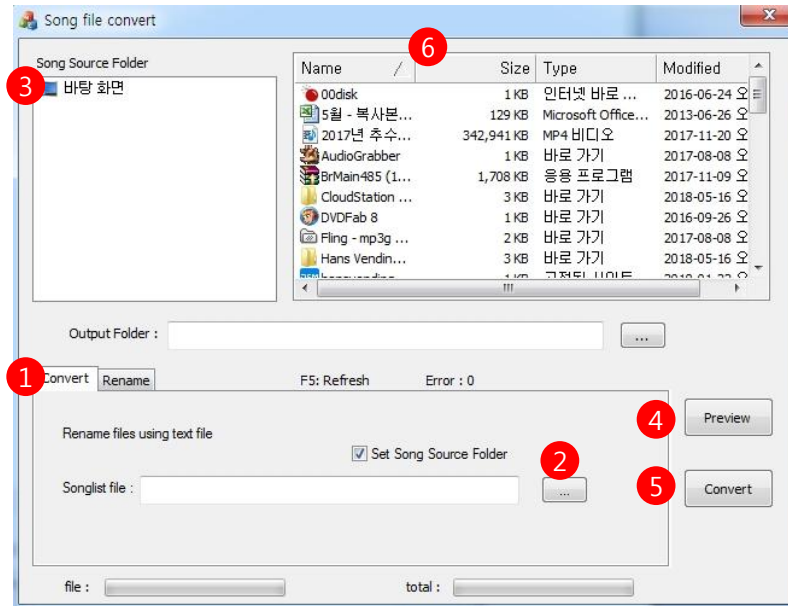 Song file convert
Song Source Folder
6
3
바탕 화면
Name Size Type Modified
00disk 1 KB 인터넷 바로 ... 2016-06-24 오
5월 - 복사본... 129 KB Microsoft Office... 2013-06-26 오
2017년 추수... 342,941 KB MP4 비디오 2017-11-20 오
AudioGrabber 1 KB 바로 가기 2017-08-08 오
BrMain485 (1... 1,708 KB 응용 프로그램 2017-11-09 오
CloudStation ... 3 KB 바로 가기 2018-05-16 오
DVDFab 8 1 KB 바로 가기 2016-09-26 오
Fling - mp3g ... 2 KB 바로 가기 2017-08-08 오
Hans Vendin... 3 KB 바로 가기 2018-05-16 오
Output Folder :
...
1
Convert Rename F5: Refresh Error : 0
4
Preview
Rename files using text file
Set Song Source Folder
2
Songlist file :
...
5
Convert
file : total :